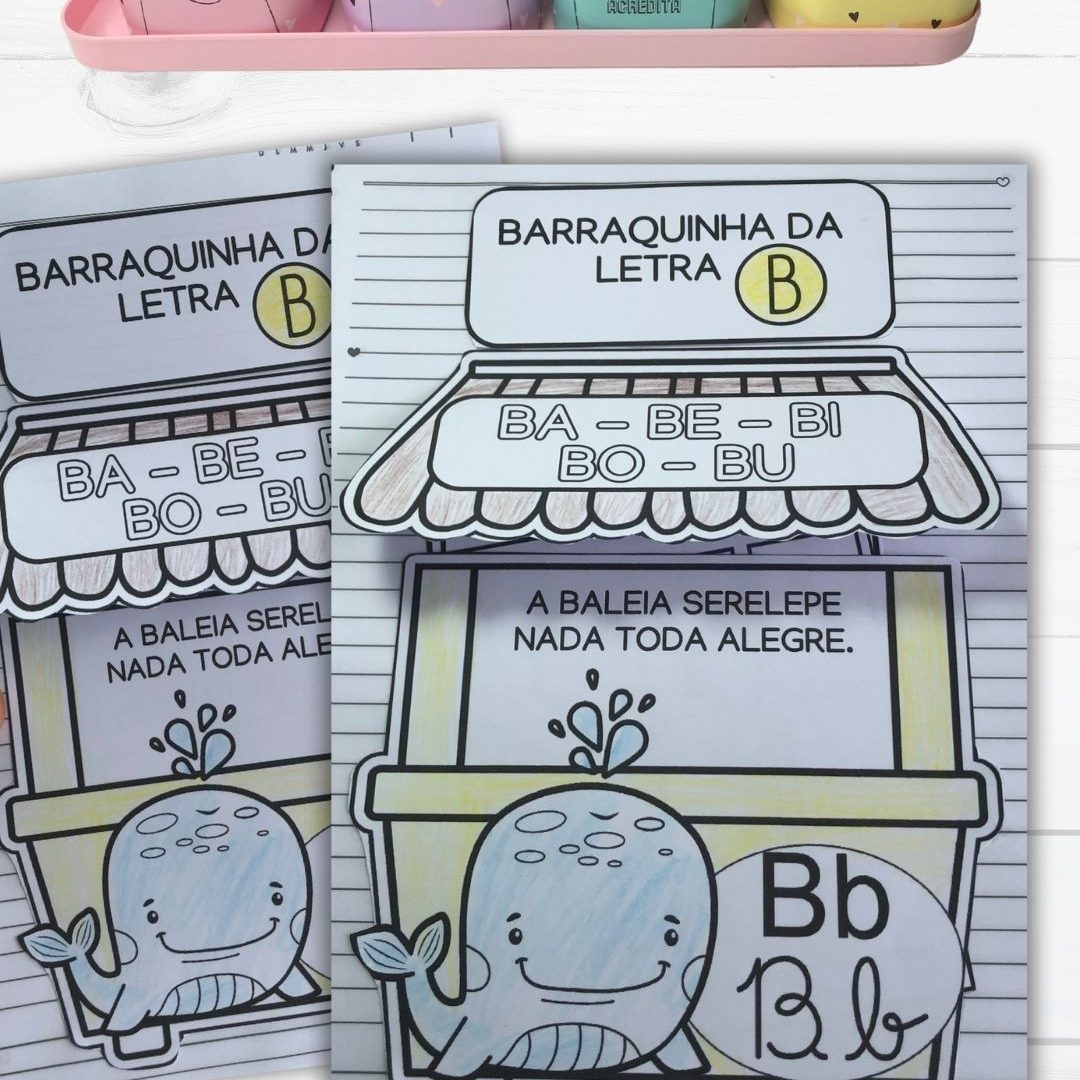 ACREDITA
BARRAQUINHA DA
LETRA B
BA – BE –
BO – BU
A BALEIA SEREL
NADA TODA ALE
BARRAQUINHA DA
LETRA B
BA – BE – BI
BO – BU
A BALEIA SERELEPE
NADA TODA ALEGRE.
Bb
B b